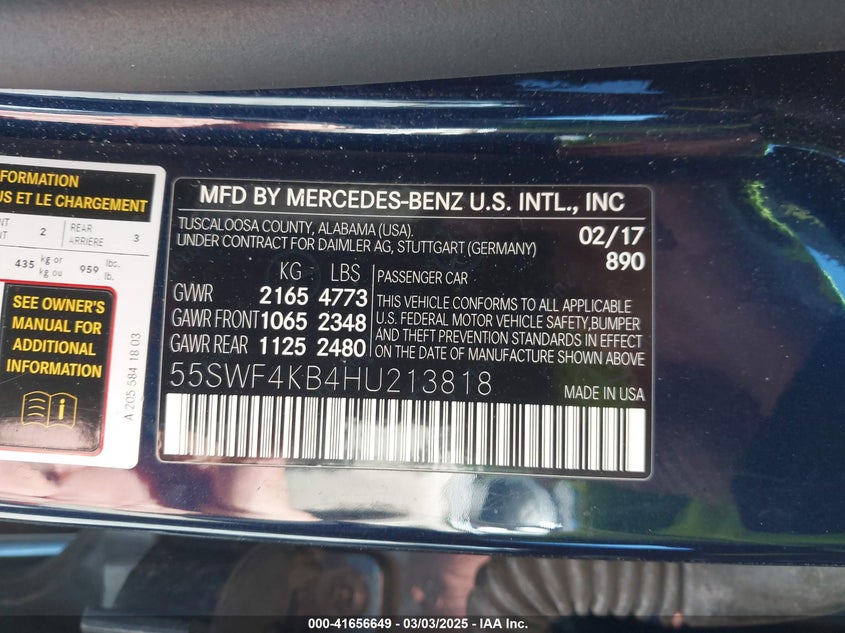 FORMATION
US ET LE CHARGEMENT
NT 2 REAR 3
NT ARRIERE
435 kg or 959 lbs.
kg ou lb.
SEE OWNER'S
MANUAL FOR
ADDITIONAL
INFORMATION
A 205 584 18 03
MFD BY MERCEDES-BENZ U.S. INTL., INC
TUSCALOOSA COUNTY, ALABAMA (USA).
UNDER CONTRACT FOR DAIMLER AG, STUTTGART (GERMANY)
02/17
890
KG LBS
GVWR 2165 4773
GAWR FRONT 1065 2348
GAWR REAR 1125 2480
PASSENGER CAR
THIS VEHICLE CONFORMS TO ALL APPLICABLE
U.S. FEDERAL MOTOR VEHICLE SAFETY,BUMPER
AND THEFT PREVENTION STANDARDS IN EFFECT
ON THE DATE OF MANUFACTURE SHOWN ABOVE
55SWF4KB4HU213818
MADE IN USA
000-41656649 / 03/03/2025 - IAA Inc.